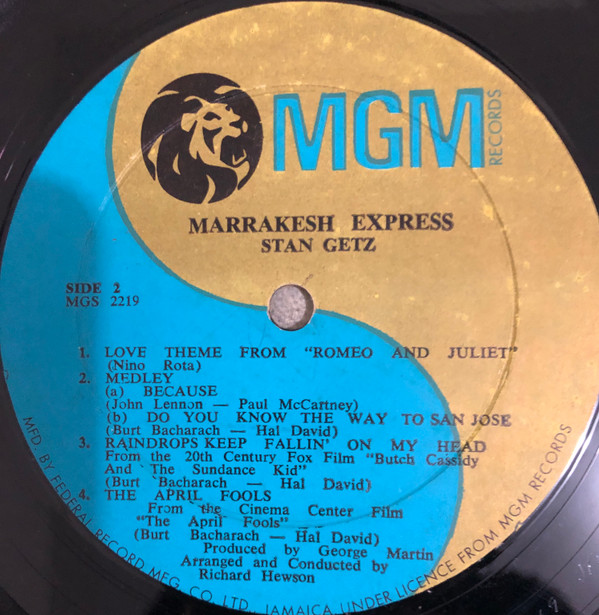 MGM
RECORDS
MARRAKESH EXPRESS
STAN GETZ
SIDE 2
MGS 2219
1. LOVE THEME FROM "ROMEO AND JULIET"
(Nino Rota)
2. MEDLEY
(a) BECAUSE
(John Lennon — Paul McCartney)
(b) DO YOU KNOW THE WAY TO SAN JOSE
(Burt Bacharach — Hal David)
3. RAINDROPS KEEP FALLIN' ON MY HEAD
From the 20th Century Fox Film "Butch Cassidy
And The Sundance Kid"
(Burt Bacharach — Hal David)
4. THE APRIL FOOLS
From the Cinema Center Film
"The April Fools"
(Burt Bacharach — Hal David)
Produced by George Martin
Arranged and Conducted by
Richard Hewson
MFD. BY FEDERAL RECORD MFG. CO. LTD., JAMAICA, UNDER LICENCE FROM MGM RECORDS